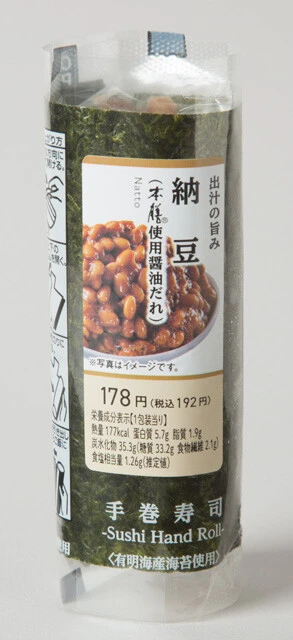 出汁の旨み
納豆
Natto
(本膳®使用醤油だれ)
※写真はイメージです。
178円(税込192円)
栄養成分表示【1包装当り】
熱量 177kcal 蛋白質 5.7g 脂質 1.9g
炭水化物 35.3g(糖質 33.2g 食物繊維 2.1g)
食塩相当量 1.26g(推定値)
手巻寿司
-Sushi Hand Roll-
〈有明海産海苔使用〉